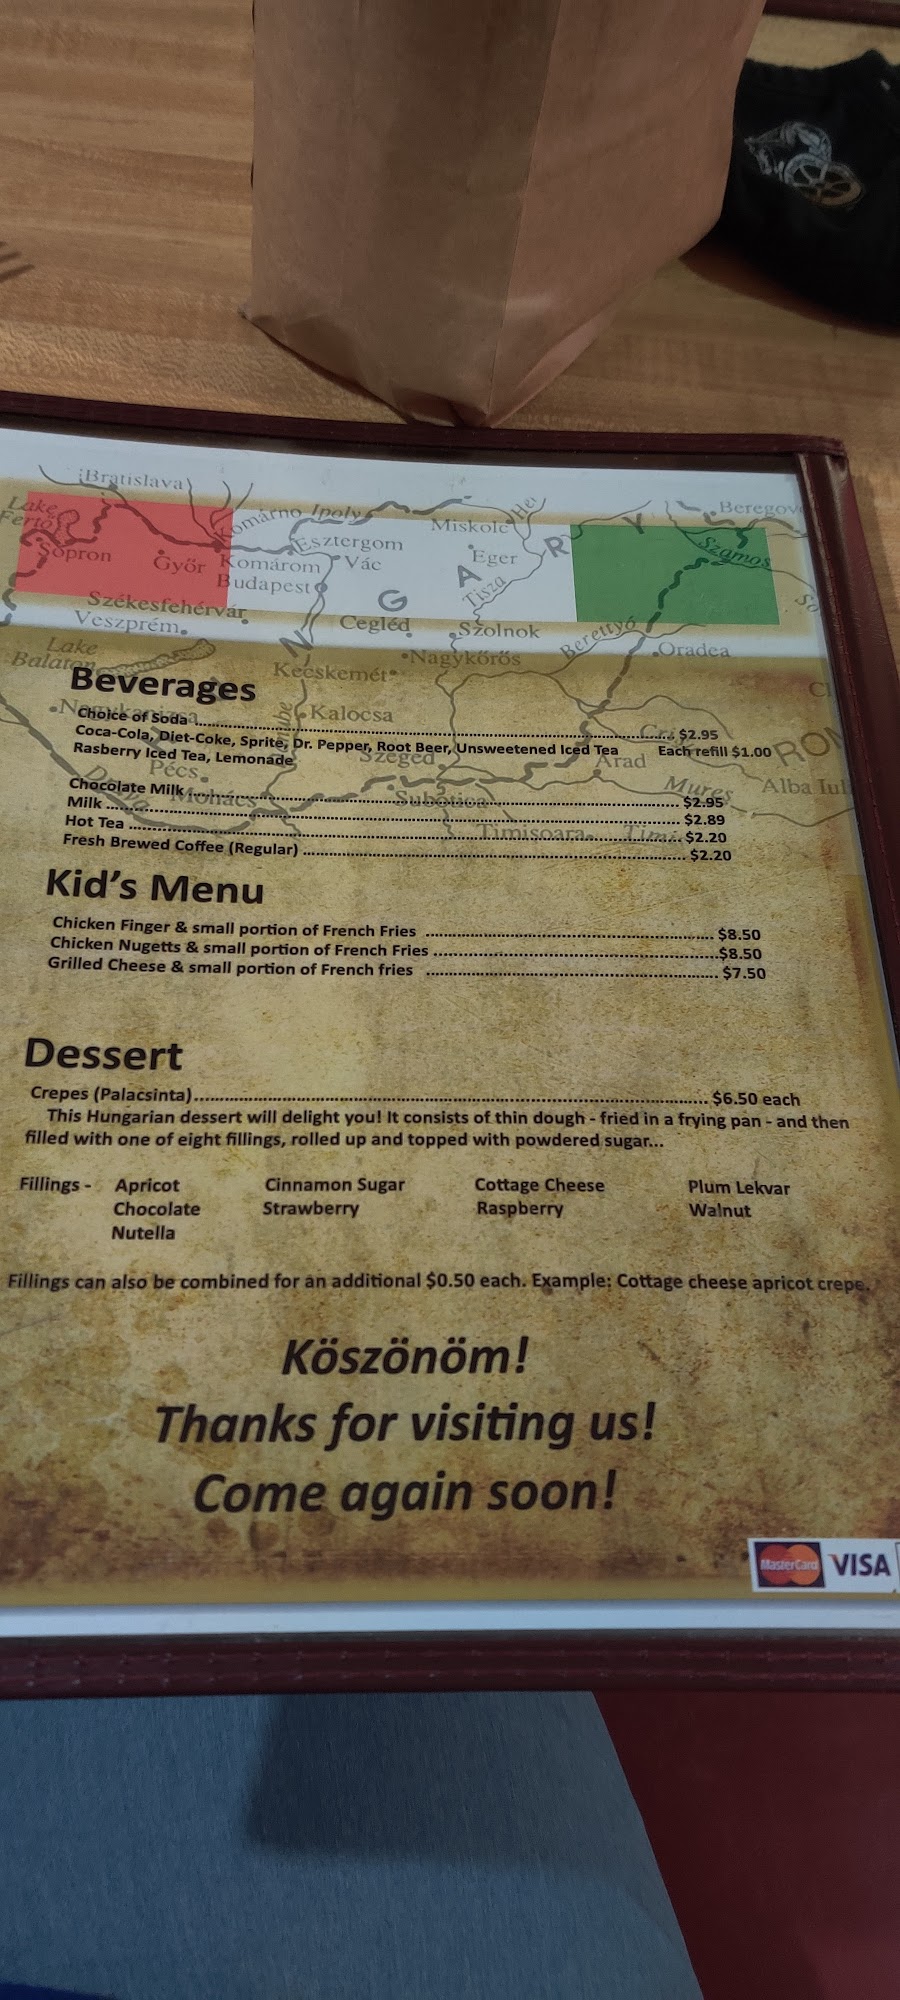 Bratislava
Lake Fertő
Sopron
Győr
Komárno
Ipoly
Komárom
Esztergom
Vác
Budapest
Miskolc
Eger
Tisza
Beregov
Szamos
N G A R Y
Székesfehérvár
Veszprém
Cegléd
Szolnok
Berettyó
Oradea
Lake Balaton
Kecskemét
Nagykőrös
Beverages
Nagykanizsa
Kalocsa
Choice of Soda $2.95
Coca-Cola, Diet-Coke, Sprite, Dr. Pepper, Root Beer, Unsweetened Iced Tea Each refill $1.00
Rasberry Iced Tea, Lemonade
Szeged
Arad
Pécs
Mohács
Subotica
Mures
Alba Iul
Chocolate Milk $2.95
Milk $2.89
Timisoara
Hot Tea $2.20
Fresh Brewed Coffee (Regular) $2.20
Kid's Menu
Chicken Finger & small portion of French Fries $8.50
Chicken Nugetts & small portion of French Fries $8.50
Grilled Cheese & small portion of French fries $7.50
Dessert
Crepes (Palacsinta) $6.50 each
This Hungarian dessert will delight you! It consists of thin dough - fried in a frying pan - and then
filled with one of eight fillings, rolled up and topped with powdered sugar...
Fillings - Apricot Cinnamon Sugar Cottage Cheese Plum Lekvar
Chocolate Strawberry Raspberry Walnut
Nutella
Fillings can also be combined for an additional $0.50 each. Example: Cottage cheese apricot crepe.
Köszönöm!
Thanks for visiting us!
Come again soon!
MasterCard VISA